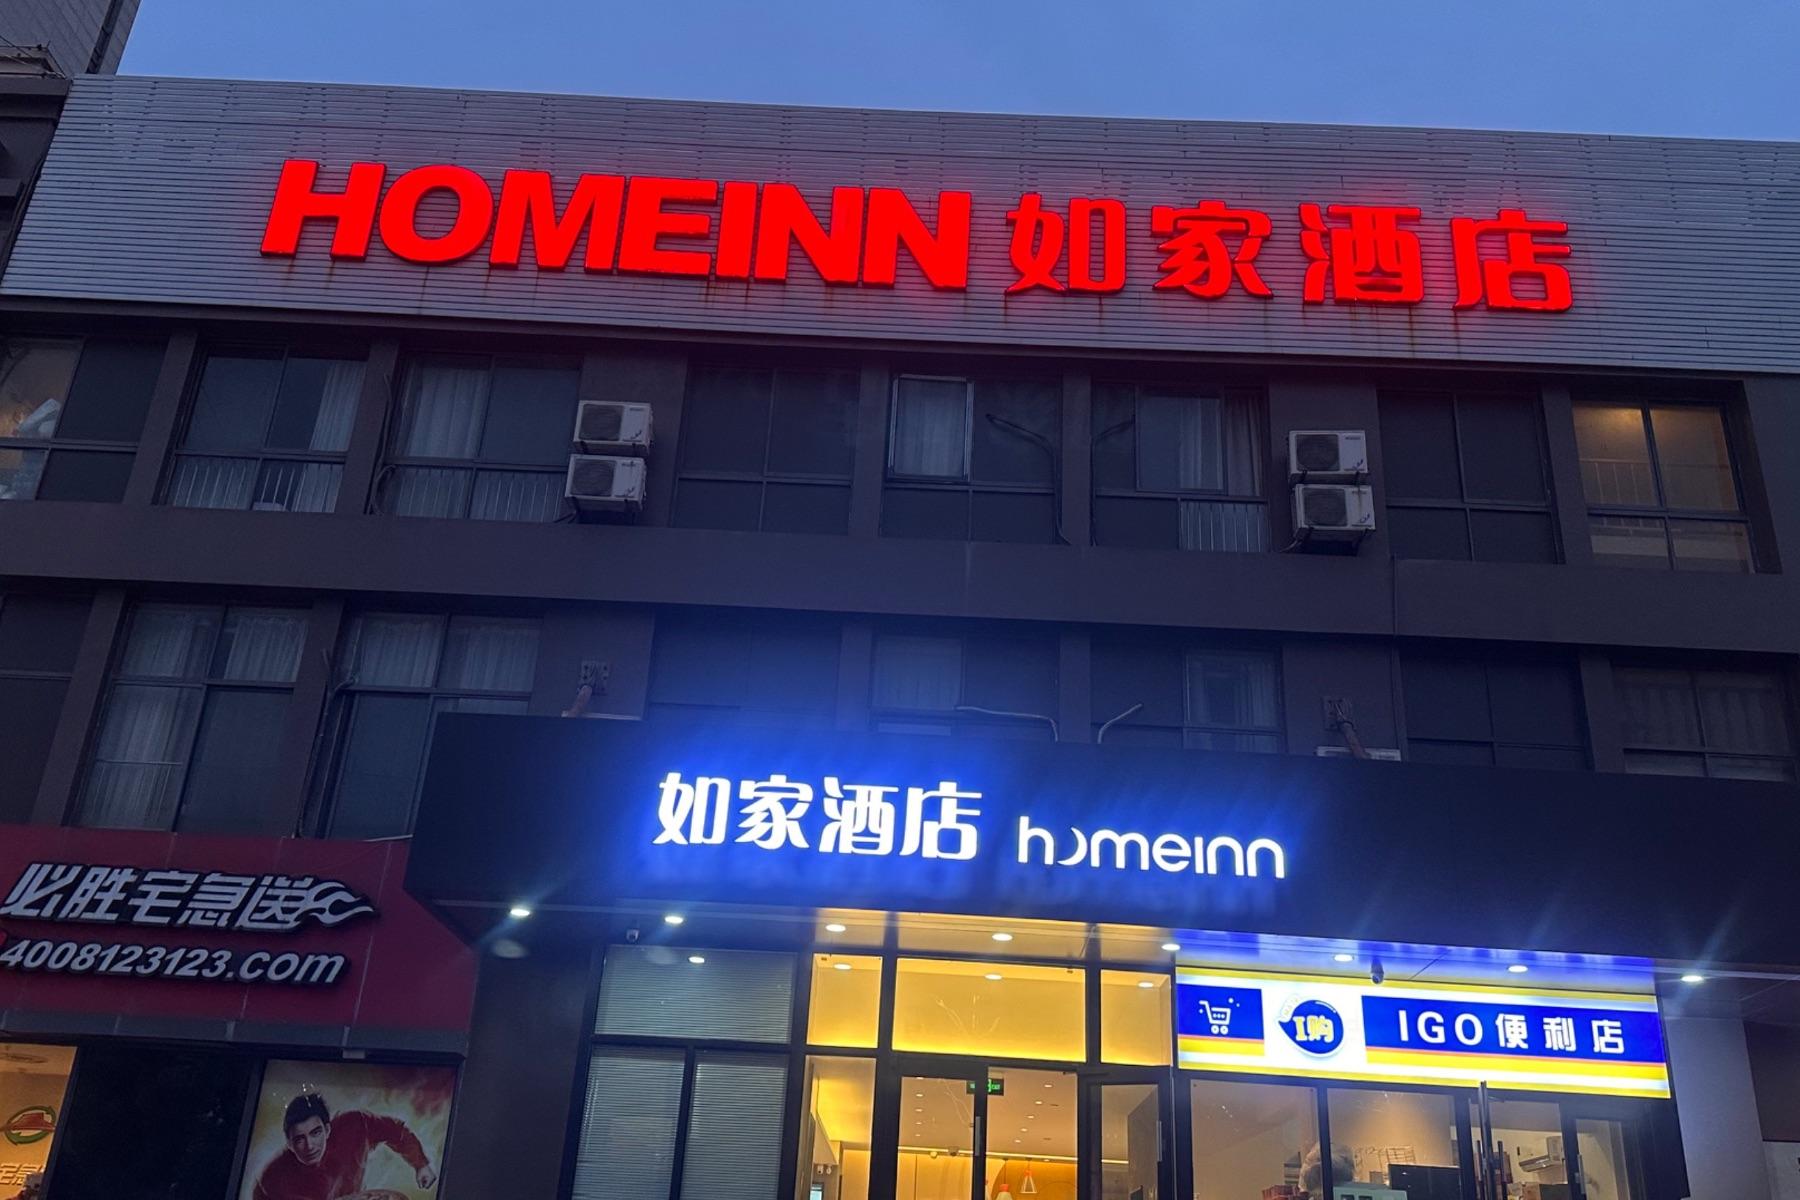 HOMEINN 如家酒店
如家酒店 homeinn
必胜宅急送
4008123123.com
I购
IGO便利店